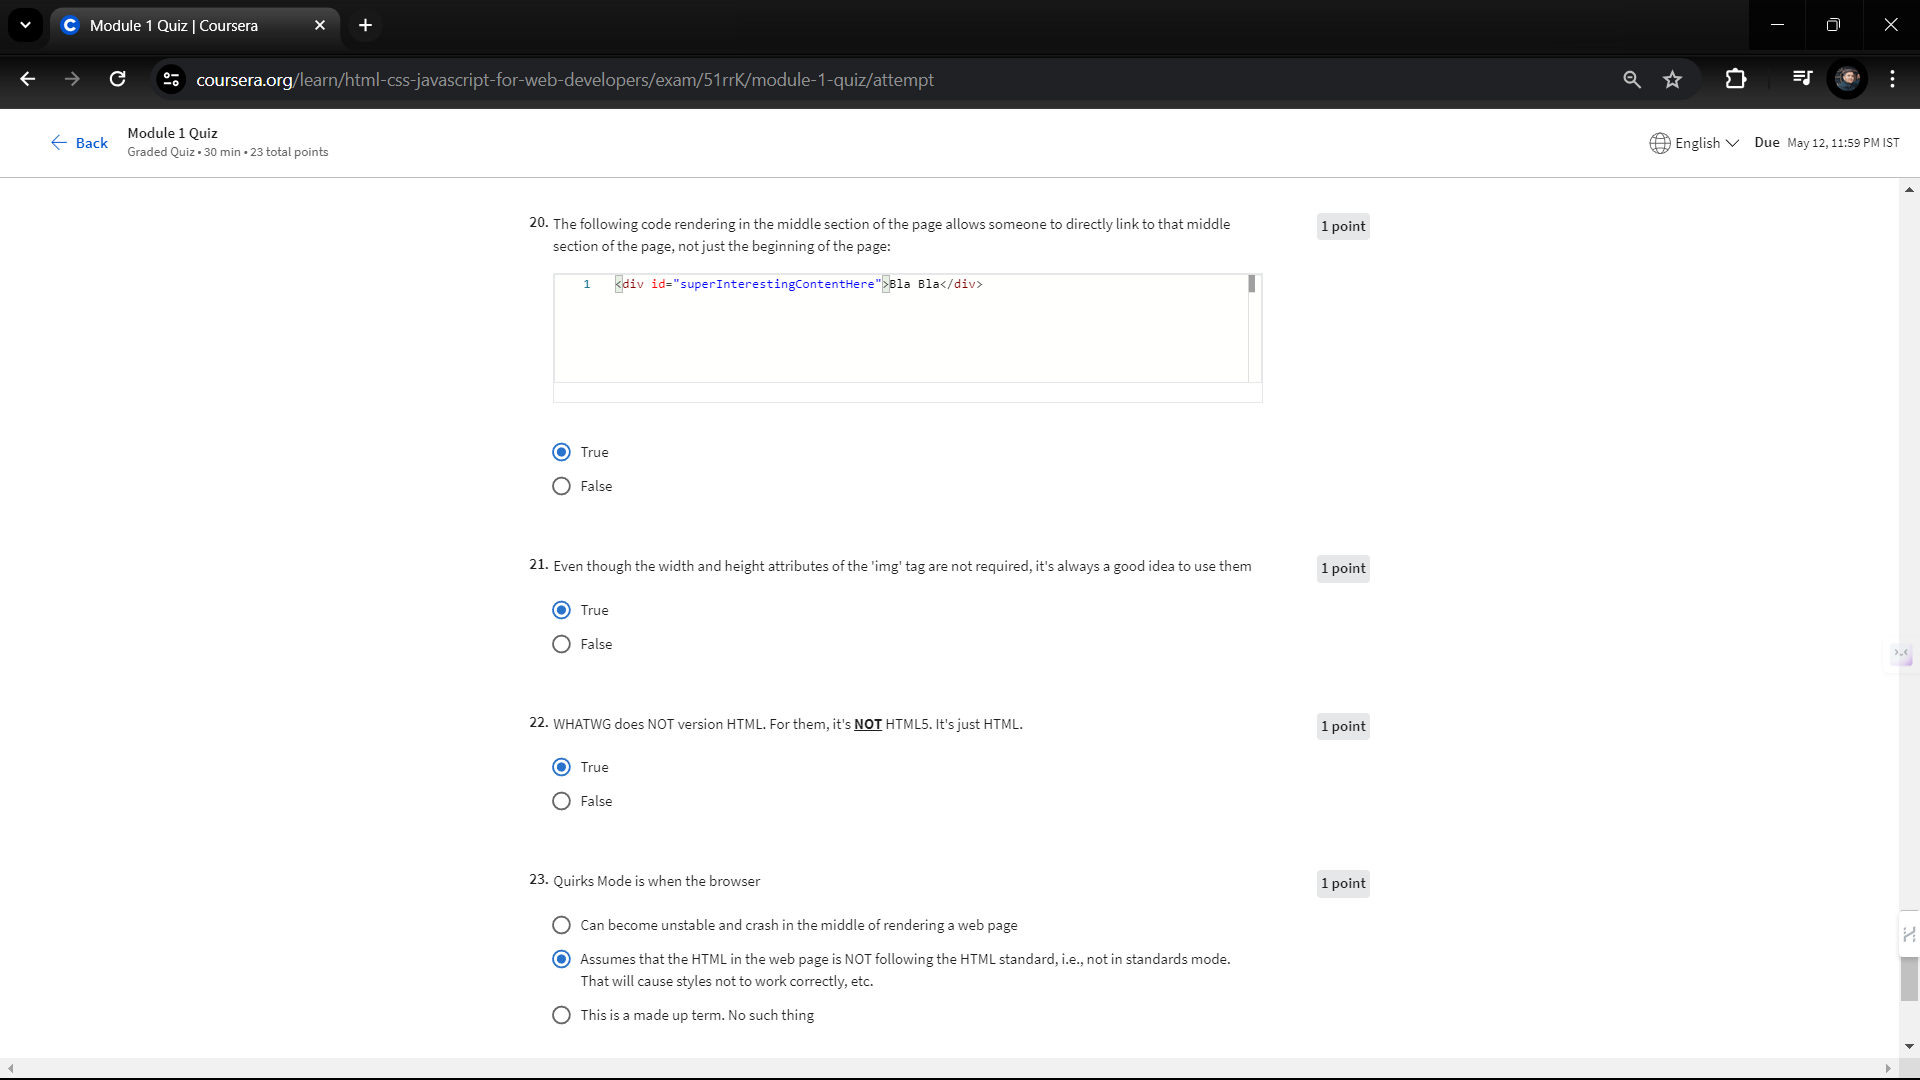 Module 1 Quiz | Coursera
coursera.org/learn/html-css-javascript-for-web-developers/exam/51rrK/module-1-quiz/attempt
Back
Module 1 Quiz
Graded Quiz • 30 min • 23 total points
English
Due May 12, 11:59 PM IST
20. The following code rendering in the middle section of the page allows someone to directly link to that middle
section of the page, not just the beginning of the page:
1 point
1 <div id="superInterestingContentHere">Bla Bla</div>
True
False
21. Even though the width and height attributes of the 'img' tag are not required, it's always a good idea to use them
1 point
True
False
22. WHATWG does NOT version HTML. For them, it's NOT HTML5. It's just HTML.
1 point
True
False
23. Quirks Mode is when the browser
1 point
Can become unstable and crash in the middle of rendering a web page
Assumes that the HTML in the web page is NOT following the HTML standard, i.e., not in standards mode.
That will cause styles not to work correctly, etc.
This is a made up term. No such thing